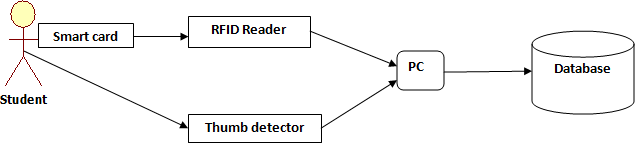 Smart card
RFID Reader
PC
Database
Student
Thumb detector